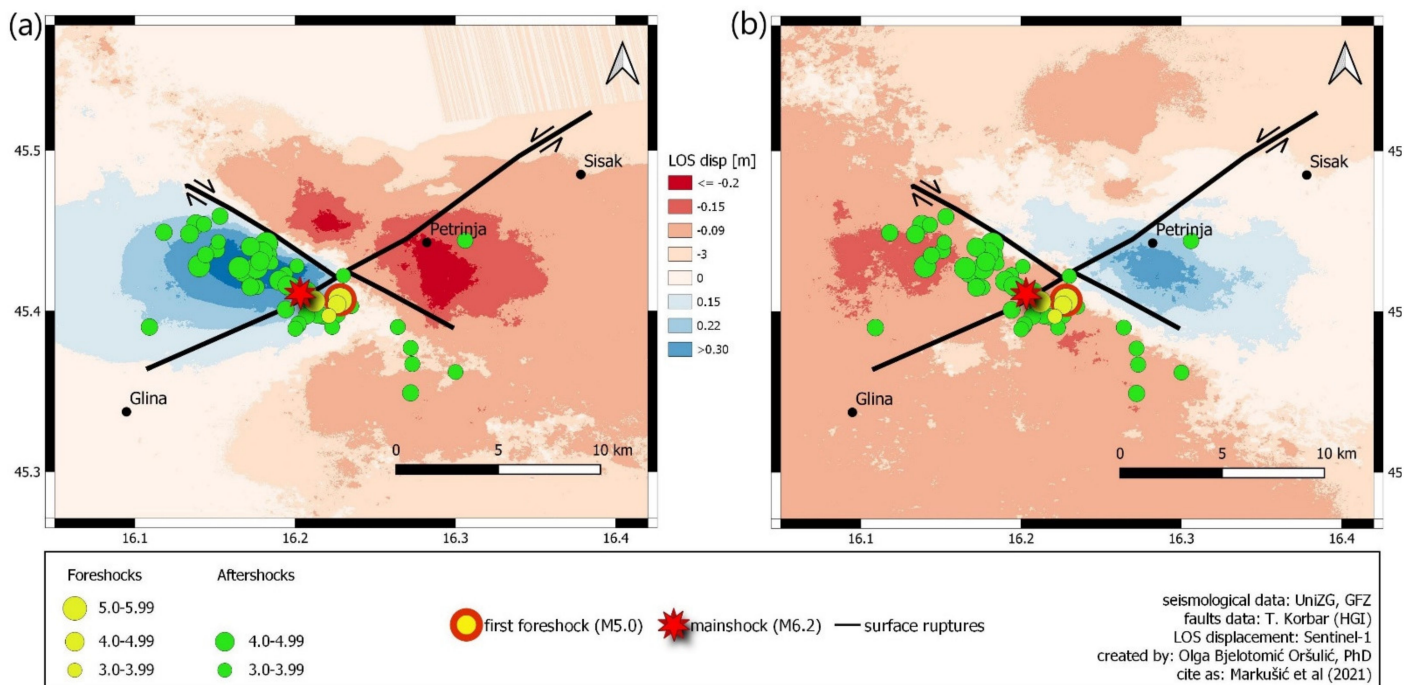 (a)
(b)
45.5
45.4
45.3
16.1
16.2
16.3
16.4
Sisak
Petrinja
Glina
0 5 10 km
LOS disp [m]
<= -0.2
-0.15
-0.09
-3
0
0.15
0.22
>0.30
45
45
45
16.1
16.2
16.3
16.4
Sisak
Petrinja
Glina
0 5 10 km
Foreshocks
5.0-5.99
4.0-4.99
3.0-3.99
Aftershocks
4.0-4.99
3.0-3.99
first foreshock (M5.0)
mainshock (M6.2)
surface ruptures
seismological data: UniZG, GFZ
faults data: T. Korbar (HGI)
LOS displacement: Sentinel-1
created by: Olga Bjelotomić Oršulić, PhD
cite as: Markušić et al (2021)